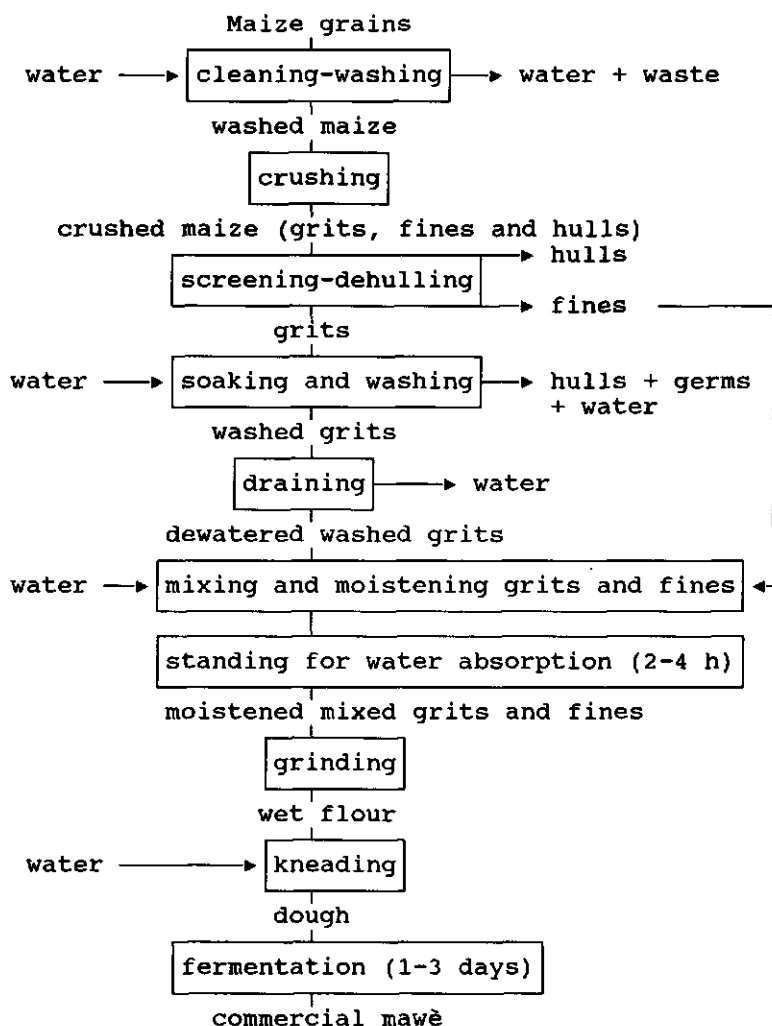 Maize grains
water cleaning-washing water + waste
washed maize
crushing
crushed maize (grits, fines and hulls)
hulls
screening-dehulling
fines
grits
water soaking and washing hulls + germs
+ water
washed grits
draining water
dewatered washed grits
water mixing and moistening grits and fines
standing for water absorption (2-4 h)
moistened mixed grits and fines
grinding
wet flour
water kneading
dough
fermentation (1-3 days)
commercial mawè